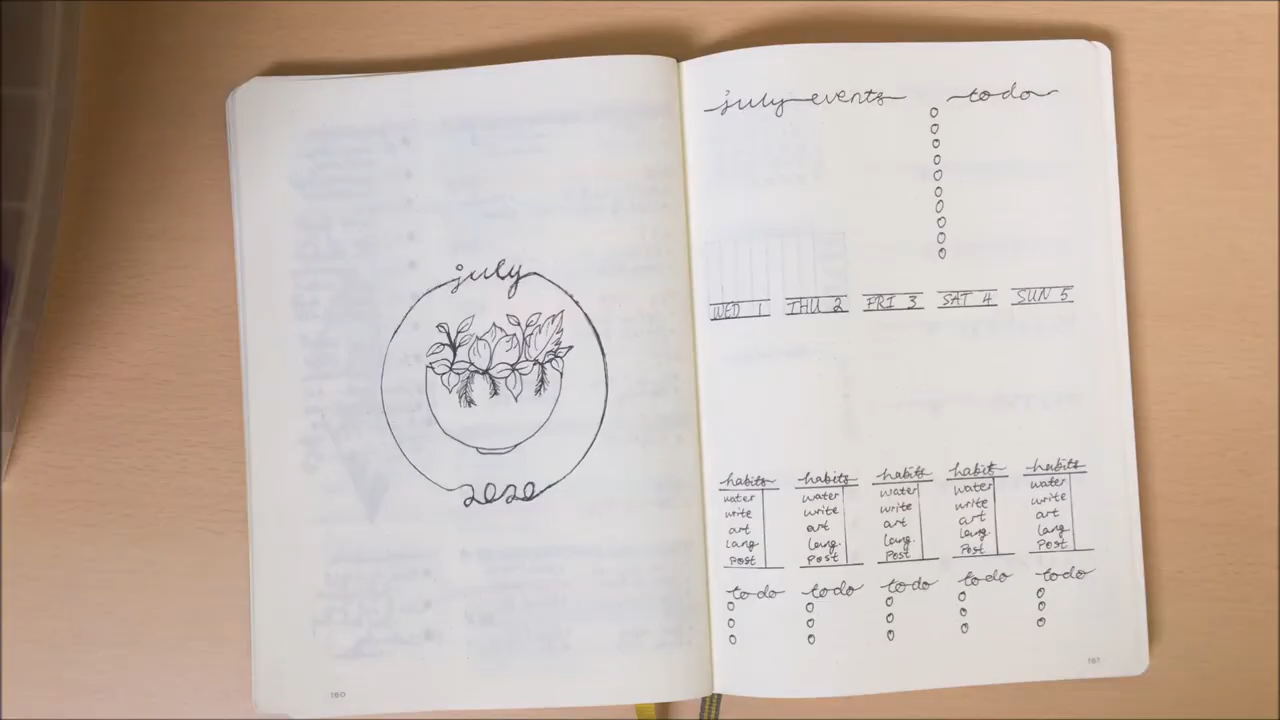 july
2020
160
july events
to do
WED 1 THU 2 FRI 3 SAT 4 SUN 5
habits habits habits habits habits
water water water water water
write write write write write
art art art art art
lang lang. lang. lang. lang
post post post post post
to do to do to do to do to do
161